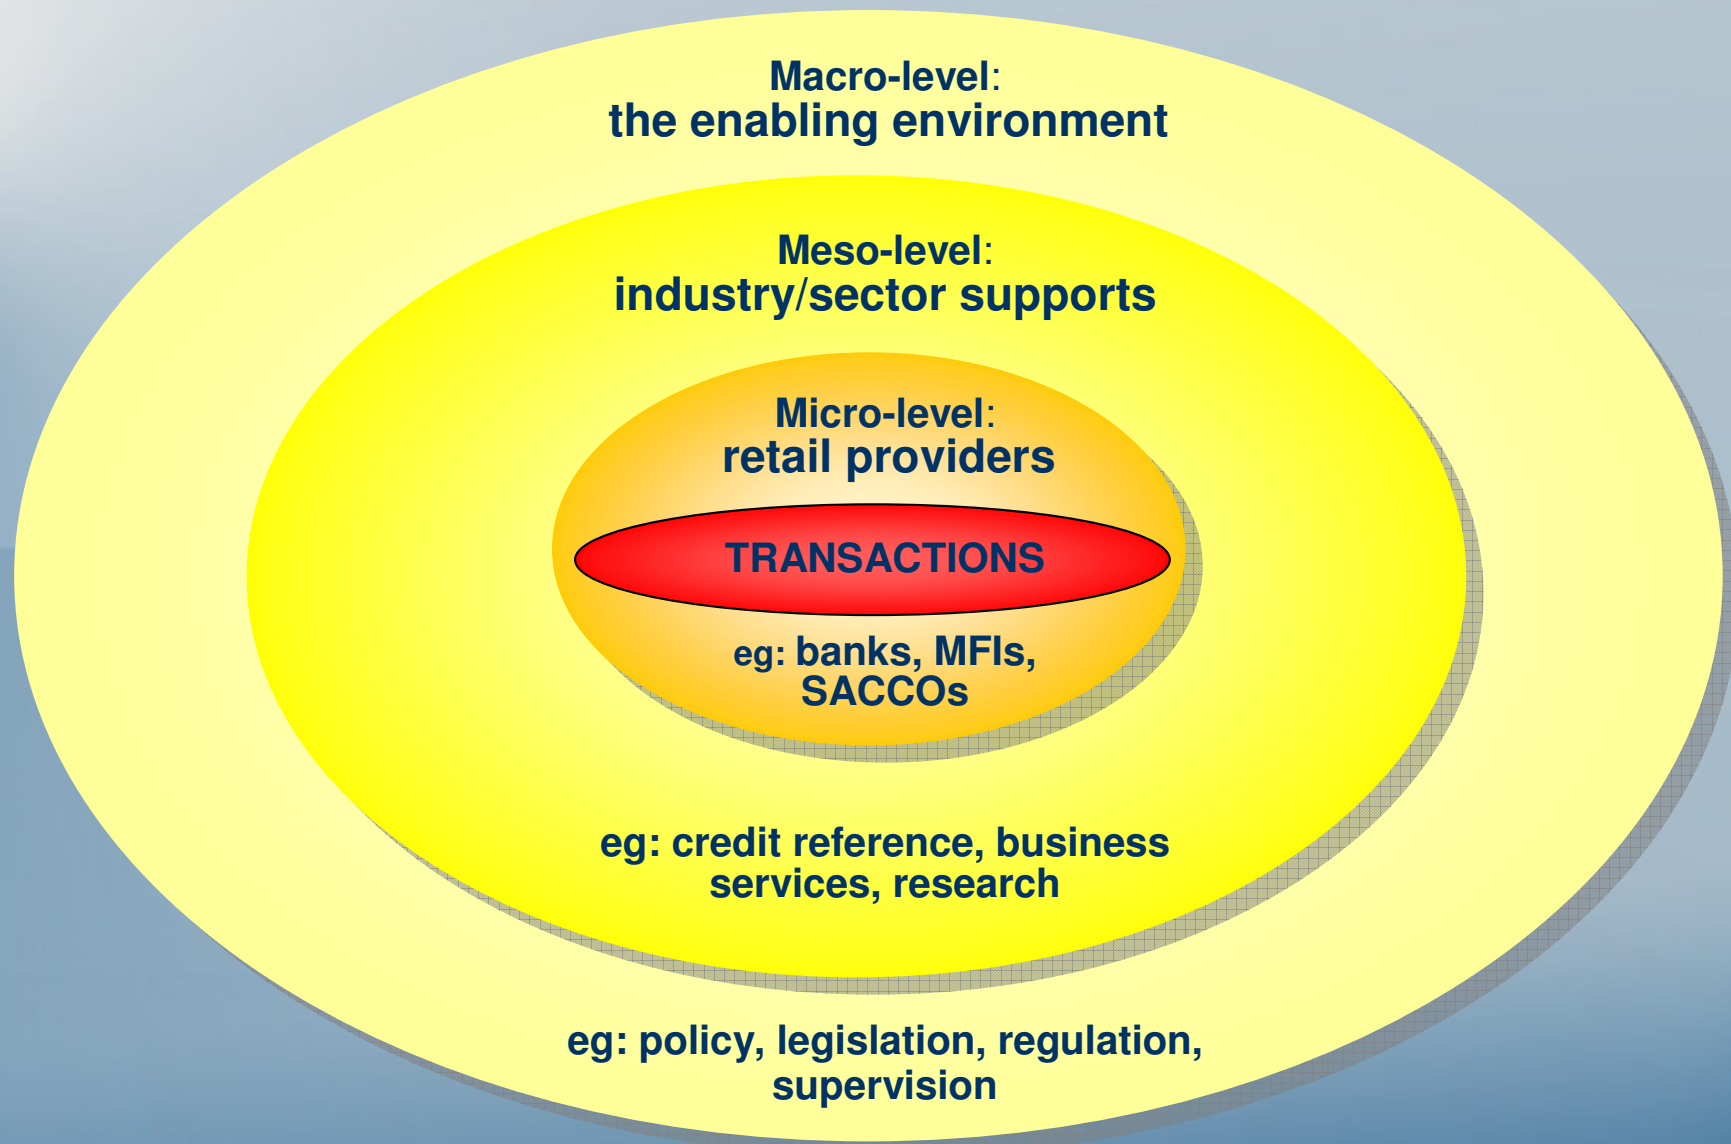 Macro-level:
the enabling environment
Meso-level:
industry/sector supports
Micro-level:
retail providers
TRANSACTIONS
eg: banks, MFIs,
SACCOs
eg: credit reference, business
services, research
eg: policy, legislation, regulation,
supervision